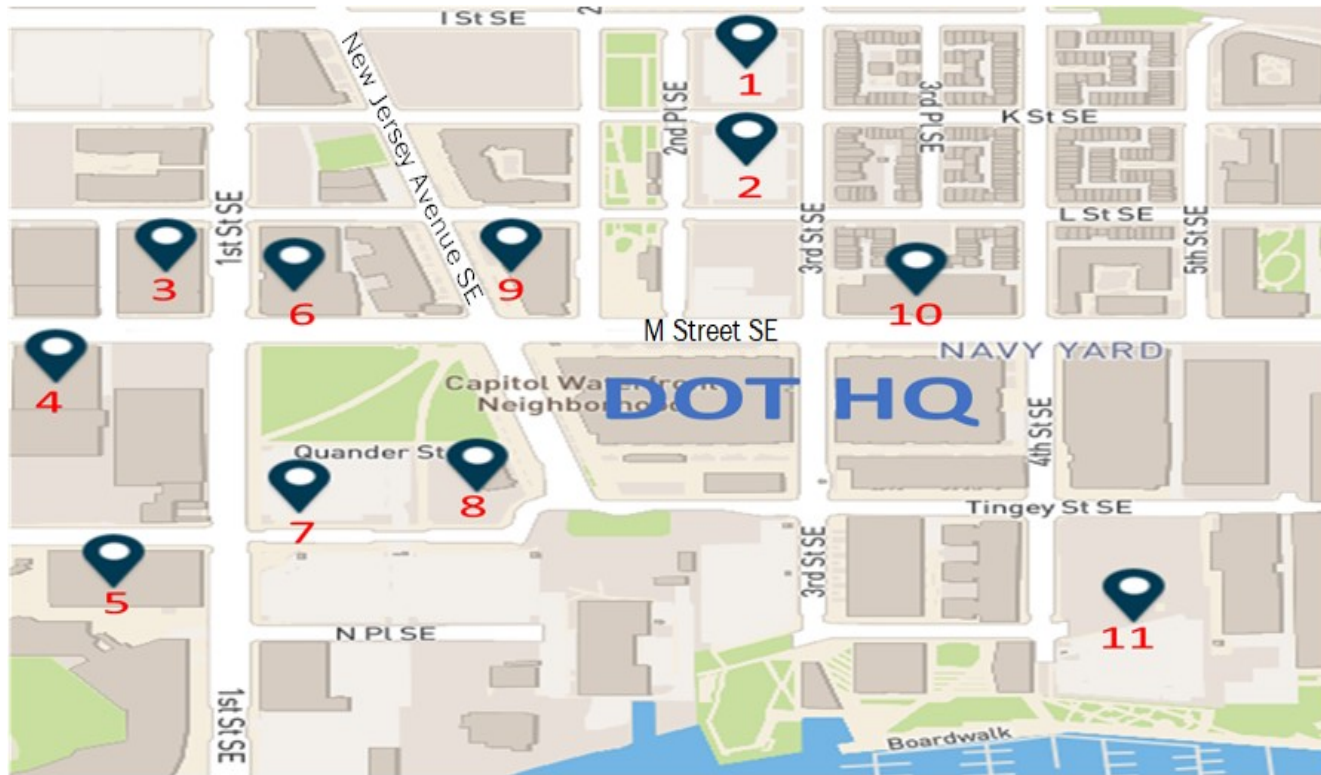 I St SE
2
New Jersey Avenue SE
1
2nd Pl SE
3rd Pl SE
K St SE
2
1st St SE
L St SE
3rd St SE
5th St SE
3
6
9
10
M Street SE
NAVY YARD
4
Capitol Waterfront
Neighborhood
DOT HQ
4th St SE
Quander St
7
8
Tingey St SE
5
3rd St SE
N Pl SE
11
1st St SE
Boardwalk